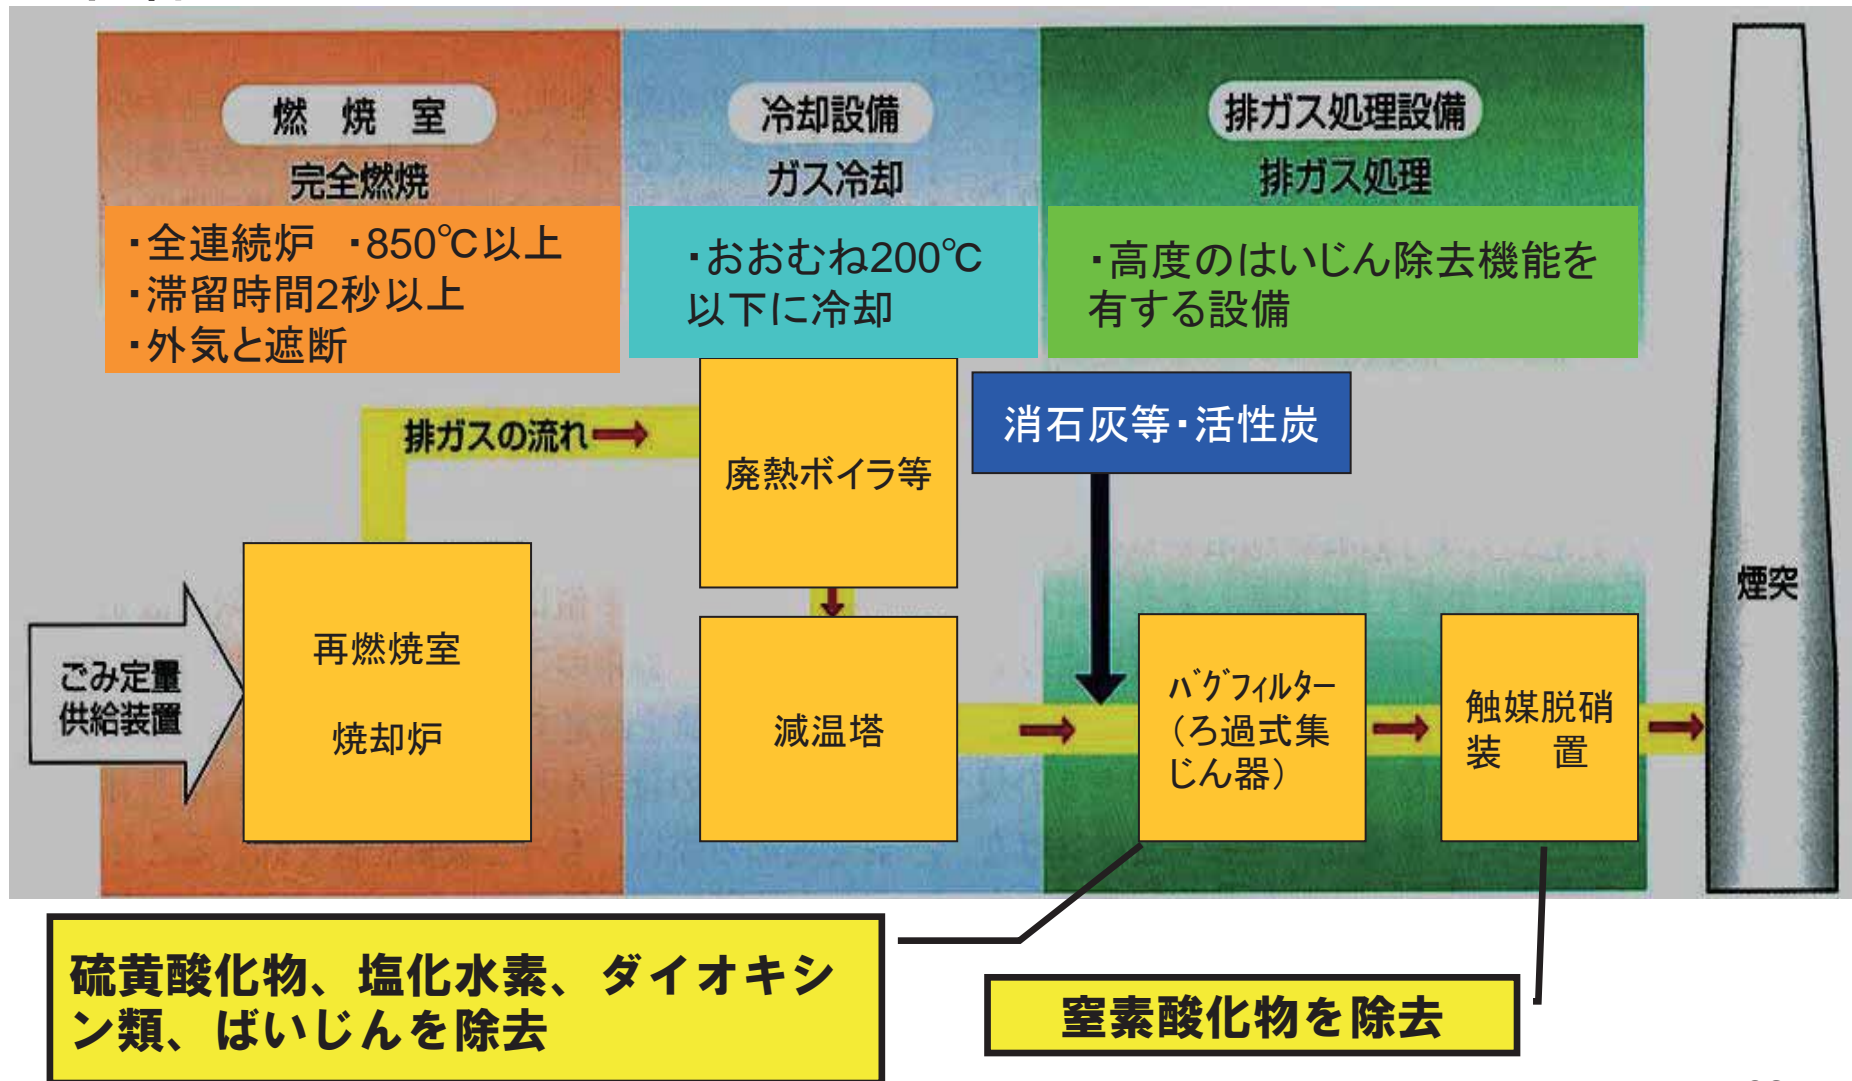 燃 焼 室
完全燃焼
・全連続炉 ・850℃以上
・滞留時間2秒以上
・外気と遮断
冷却設備
ガス冷却
・おおむね200℃
以下に冷却
排ガス処理設備
排ガス処理
・高度のはいじん除去機能を
有する設備
排ガスの流れ
廃熱ボイラ等
消石灰等・活性炭
ごみ定量
供給装置
再燃焼室
焼却炉
減温塔
ﾊﾞｸﾞﾌｨﾙﾀｰ
（ろ過式集
じん器）
触媒脱硝
装 置
煙突
硫黄酸化物、塩化水素、ダイオキシ
ン類、ばいじんを除去
窒素酸化物を除去